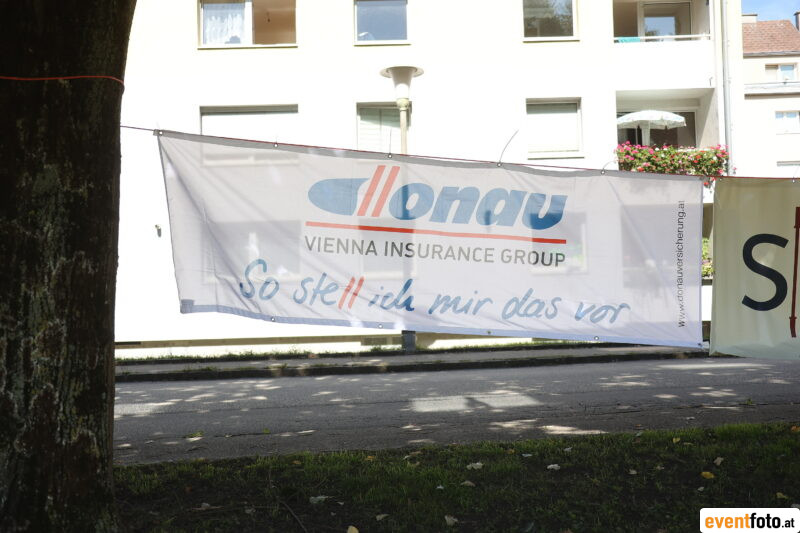 donau
VIENNA INSURANCE GROUP
So stell ich mir das vor
www.donauversicherung.at
S
eventfoto.at